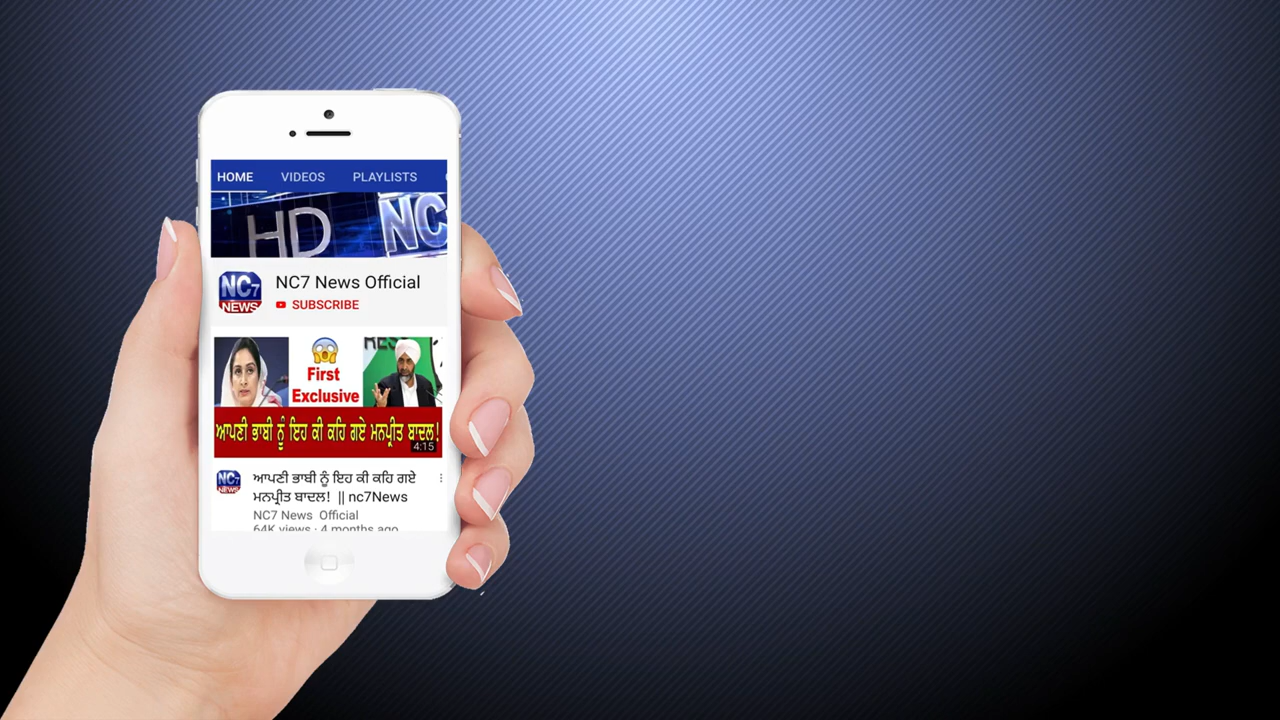 HOME VIDEOS PLAYLISTS
HD NC
NC7 NEWS
NC7 News Official
SUBSCRIBE
RES
First
Exclusive
ਆਪਣੀ ਭਾਬੀ ਨੂੰ ਇਹ ਕੀ ਕਹਿ ਗਏ ਮਨਪ੍ਰੀਤ ਬਾਦਲ!
4:15
NC7 NEWS
ਆਪਣੀ ਭਾਬੀ ਨੂੰ ਇਹ ਕੀ ਕਹਿ ਗਏ
ਮਨਪ੍ਰੀਤ ਬਾਦਲ! || nc7News
NC7 News Official
64K views · 4 months ago